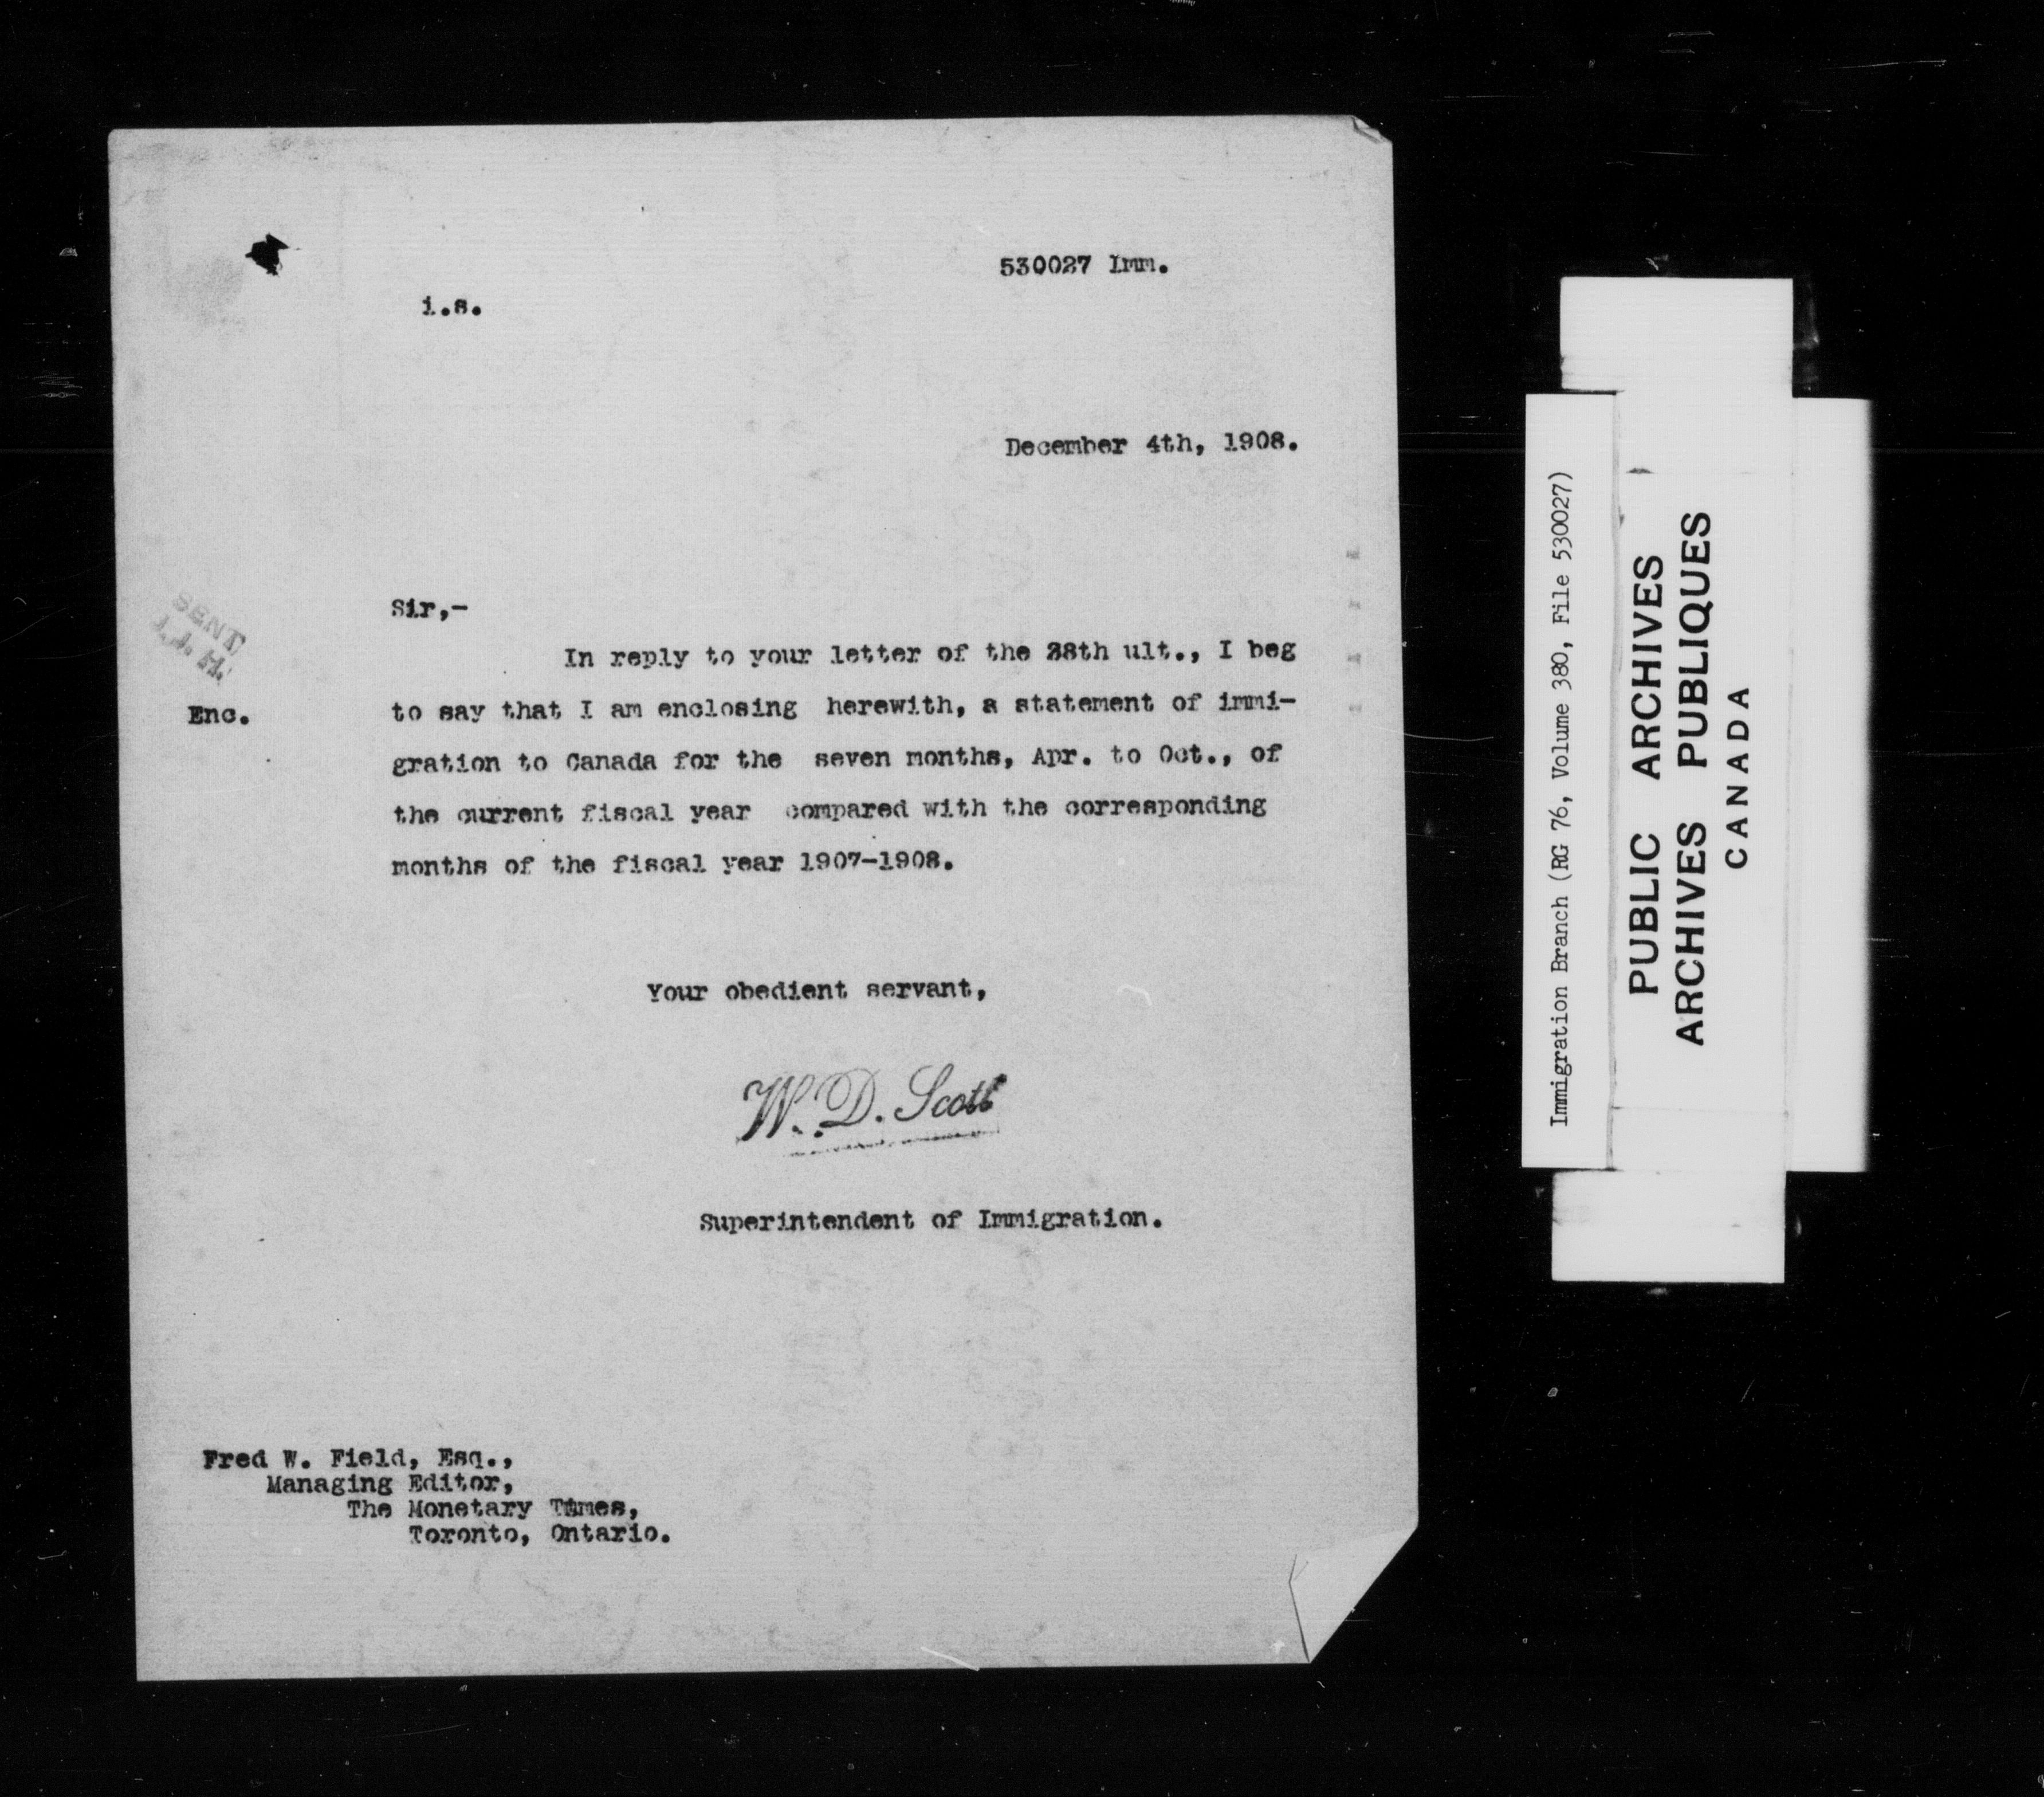 530027 Imm.
i.s.
December 4th, 1908.
SENT
J.J.H.
Sir,-
In reply to your letter of the 28th ult., I beg
Enc.
to say that I am enclosing herewith, a statement of immi-
gration to Canada for the seven months, Apr. to Oct., of
the current fiscal year compared with the corresponding
months of the fiscal year 1907-1908.
Your obedient servant,
W. D. Scott
Superintendent of Immigration.
Fred W. Field, Esq.,
Managing Editor,
The Monetary Times,
Toronto, Ontario.
Immigration Branch (RG 76, Volume 380, File 530027)
PUBLIC ARCHIVES
ARCHIVES PUBLIQUES
CANADA